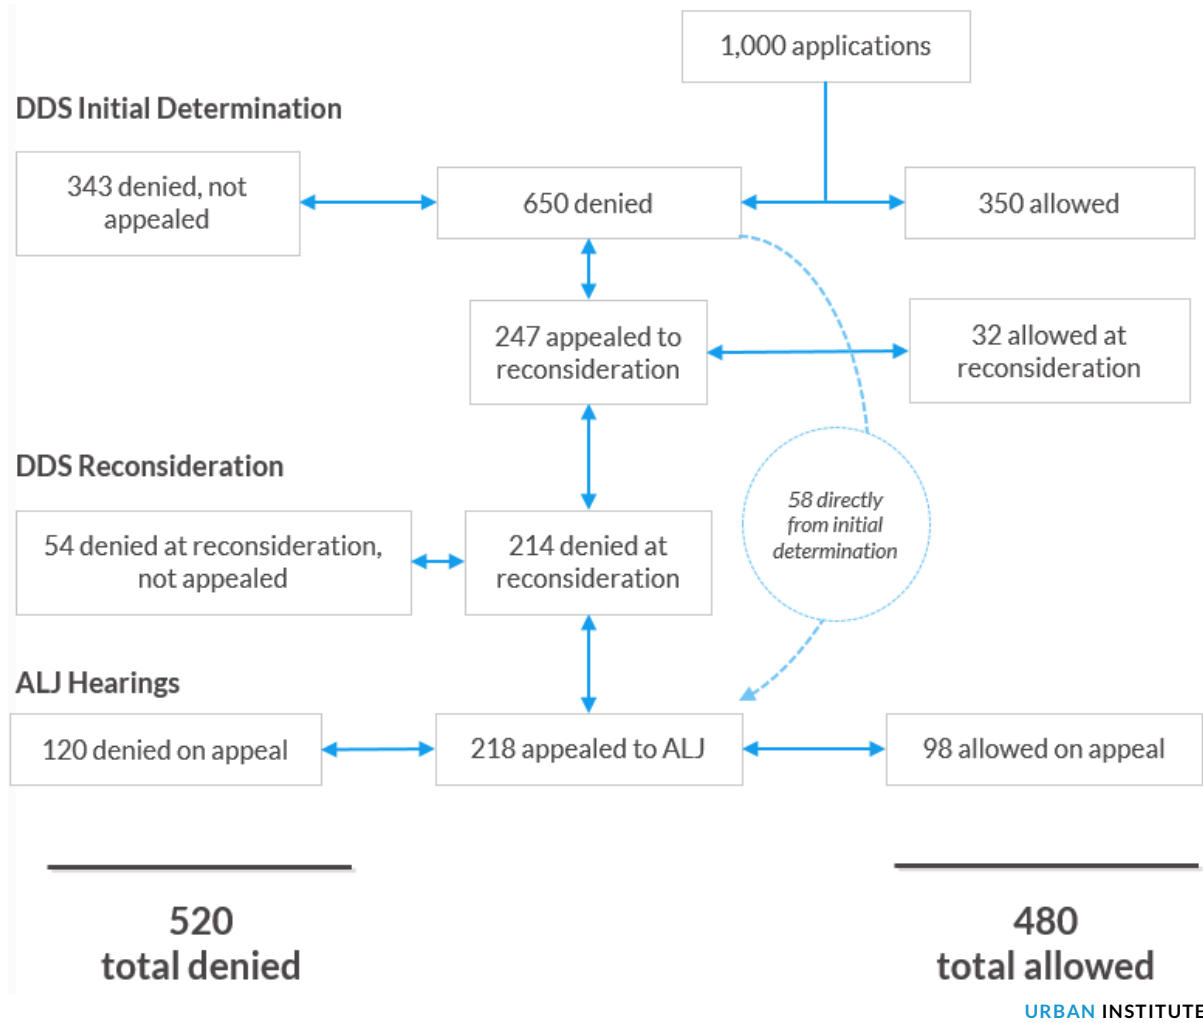 1,000 applications
DDS Initial Determination
343 denied, not
appealed
650 denied
350 allowed
247 appealed to
reconsideration
32 allowed at
reconsideration
DDS Reconsideration
58 directly
from initial
determination
54 denied at reconsideration,
not appealed
214 denied at
reconsideration
ALJ Hearings
120 denied on appeal
218 appealed to ALJ
98 allowed on appeal
520
total denied
480
total allowed
URBAN INSTITUTE